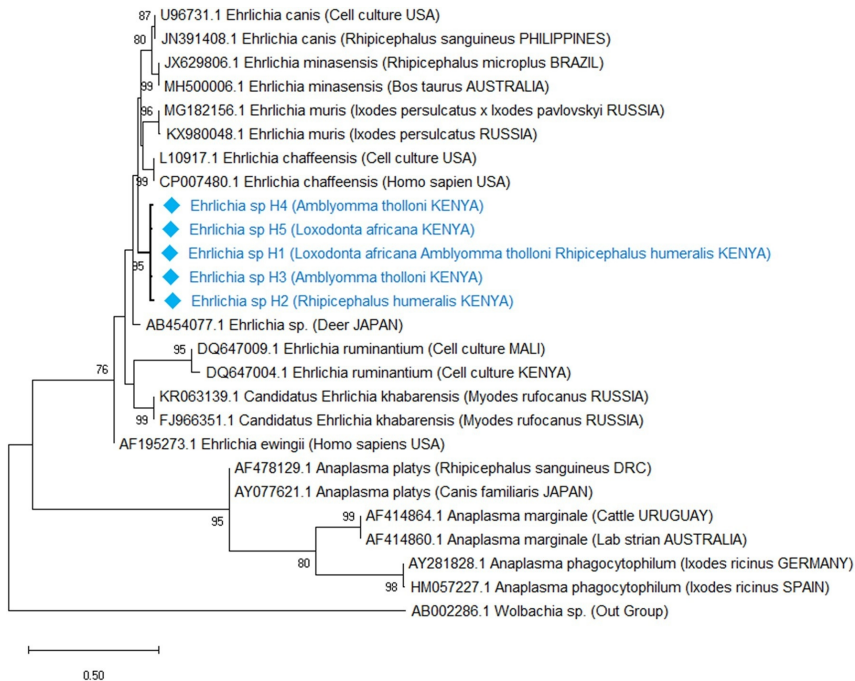 87
U96731.1 Ehrlichia canis (Cell culture USA)
80
JN391408.1 Ehrlichia canis (Rhipicephalus sanguineus PHILIPPINES)
JX629806.1 Ehrlichia minasensis (Rhipicephalus microplus BRAZIL)
99
MH500006.1 Ehrlichia minasensis (Bos taurus AUSTRALIA)
96
MG182156.1 Ehrlichia muris (Ixodes persulcatus x Ixodes pavlovskyi RUSSIA)
KX980048.1 Ehrlichia muris (Ixodes persulcatus RUSSIA)
L10917.1 Ehrlichia chaffeensis (Cell culture USA)
99
CP007480.1 Ehrlichia chaffeensis (Homo sapien USA)
Ehrlichia sp H4 (Amblyomma tholloni KENYA)
Ehrlichia sp H5 (Loxodonta africana KENYA)
Ehrlichia sp H1 (Loxodonta africana Amblyomma tholloni Rhipicephalus humeralis KENYA)
95
Ehrlichia sp H3 (Amblyomma tholloni KENYA)
Ehrlichia sp H2 (Rhipicephalus humeralis KENYA)
AB454077.1 Ehrlichia sp. (Deer JAPAN)
95
DQ647009.1 Ehrlichia ruminantium (Cell culture MALI)
76
DQ647004.1 Ehrlichia ruminantium (Cell culture KENYA)
KR063139.1 Candidatus Ehrlichia khabarensis (Myodes rufocanus RUSSIA)
99
FJ966351.1 Candidatus Ehrlichia khabarensis (Myodes rufocanus RUSSIA)
AF195273.1 Ehrlichia ewingii (Homo sapiens USA)
AF478129.1 Anaplasma platys (Rhipicephalus sanguineus DRC)
AY077621.1 Anaplasma platys (Canis familiaris JAPAN)
95
99
AF414864.1 Anaplasma marginale (Cattle URUGUAY)
AF414860.1 Anaplasma marginale (Lab strian AUSTRALIA)
80
AY281828.1 Anaplasma phagocytophilum (Ixodes ricinus GERMANY)
98
HM057227.1 Anaplasma phagocytophilum (Ixodes ricinus SPAIN)
AB002286.1 Wolbachia sp. (Out Group)
0.50